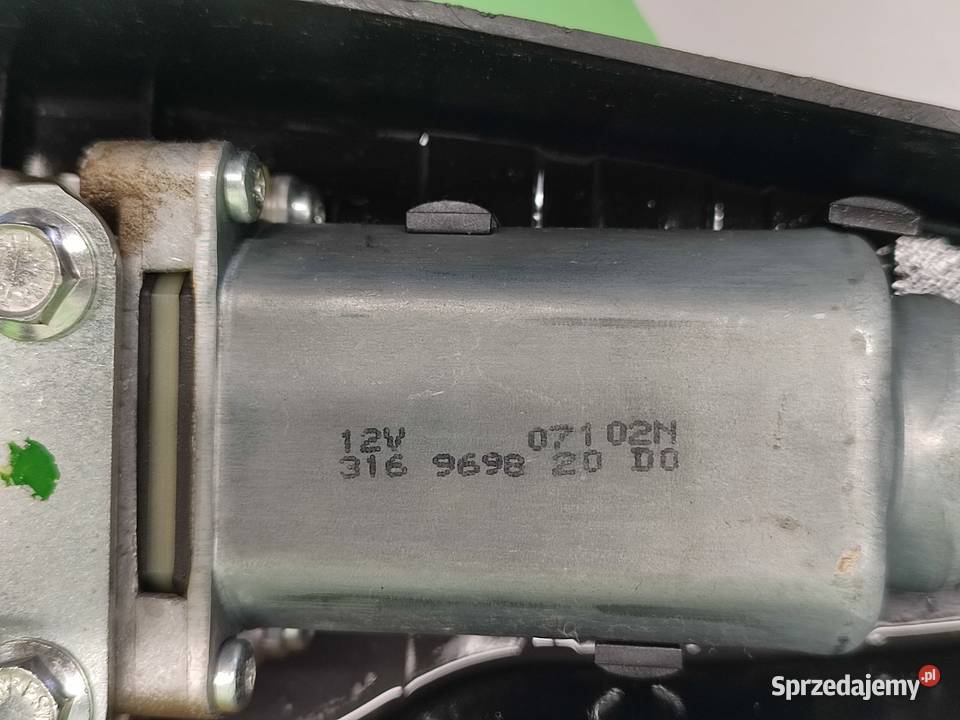 12V 07102N
316 9698 20 D0
Sprzedajemy.pl